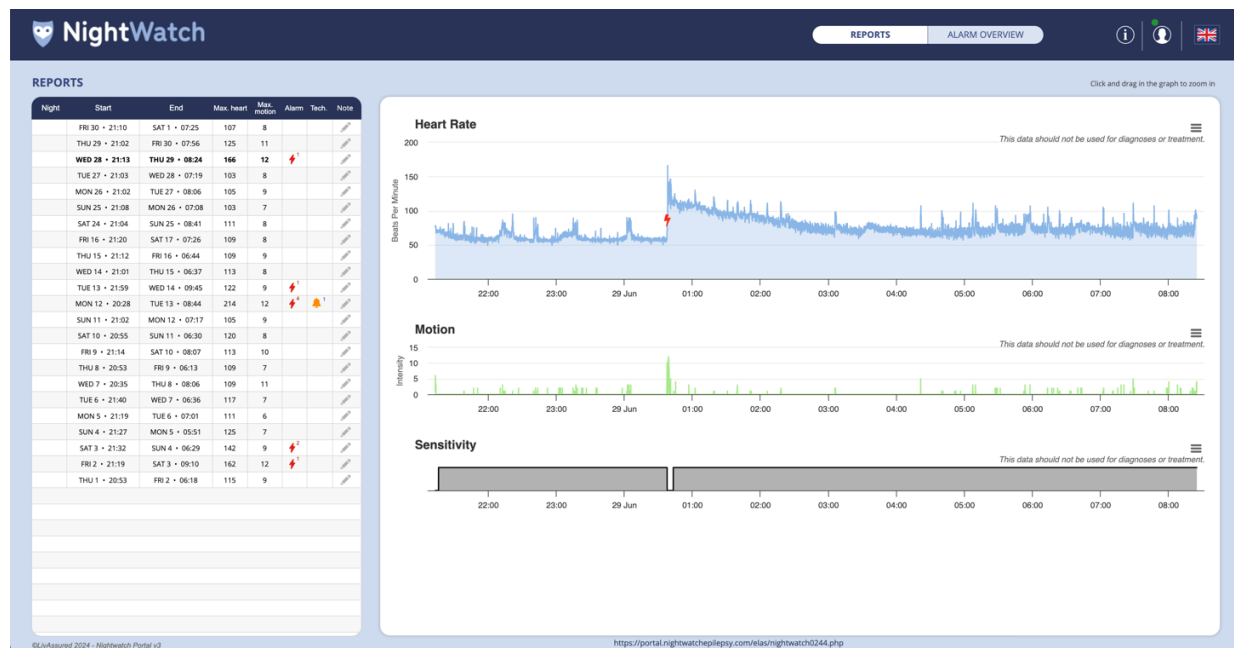 NightWatch
REPORTS ALARM OVERVIEW
REPORTS
Click and drag in the graph to zoom in
Night Start End Max. heart Max. motion Alarm Tech. Note
FRI 30 • 21:10 SAT 1 • 07:25 107 8
THU 29 • 21:02 FRI 30 • 07:56 125 11
WED 28 • 21:13 THU 29 • 08:24 166 12 1
TUE 27 • 21:03 WED 28 • 07:19 103 8
MON 26 • 21:02 TUE 27 • 08:06 105 9
SUN 25 • 21:08 MON 26 • 07:08 103 7
SAT 24 • 21:04 SUN 25 • 08:41 111 8
FRI 16 • 21:20 SAT 17 • 07:26 109 8
THU 15 • 21:12 FRI 16 • 06:44 109 9
WED 14 • 21:01 THU 15 • 06:37 113 8
TUE 13 • 21:59 WED 14 • 09:45 122 9 1
MON 12 • 20:28 TUE 13 • 08:44 214 12 4 1
SUN 11 • 21:02 MON 12 • 07:17 105 9
SAT 10 • 20:55 SUN 11 • 06:30 120 8
FRI 9 • 21:14 SAT 10 • 08:07 113 10
THU 8 • 20:53 FRI 9 • 06:13 109 7
WED 7 • 20:35 THU 8 • 08:06 109 11
TUE 6 • 21:40 WED 7 • 06:36 117 7
MON 5 • 21:19 TUE 6 • 07:01 111 6
SUN 4 • 21:27 MON 5 • 05:51 125 7
SAT 3 • 21:32 SUN 4 • 06:29 142 9 2
FRI 2 • 21:19 SAT 3 • 09:10 162 12 1
THU 1 • 20:53 FRI 2 • 06:18 115 9
Heart Rate
This data should not be used for diagnoses or treatment.
Beats Per Minute
200
150
100
50
0
22:00 23:00 29 Jun 01:00 02:00 03:00 04:00 05:00 06:00 07:00 08:00
Motion
This data should not be used for diagnoses or treatment.
Intensity
15
10
5
0
22:00 23:00 29 Jun 01:00 02:00 03:00 04:00 05:00 06:00 07:00 08:00
Sensitivity
This data should not be used for diagnoses or treatment.
22:00 23:00 29 Jun 01:00 02:00 03:00 04:00 05:00 06:00 07:00 08:00
©LivAssured 2024 - Nightwatch Portal v3
https://portal.nightwatchepilepsy.com/elas/nightwatch0244.php